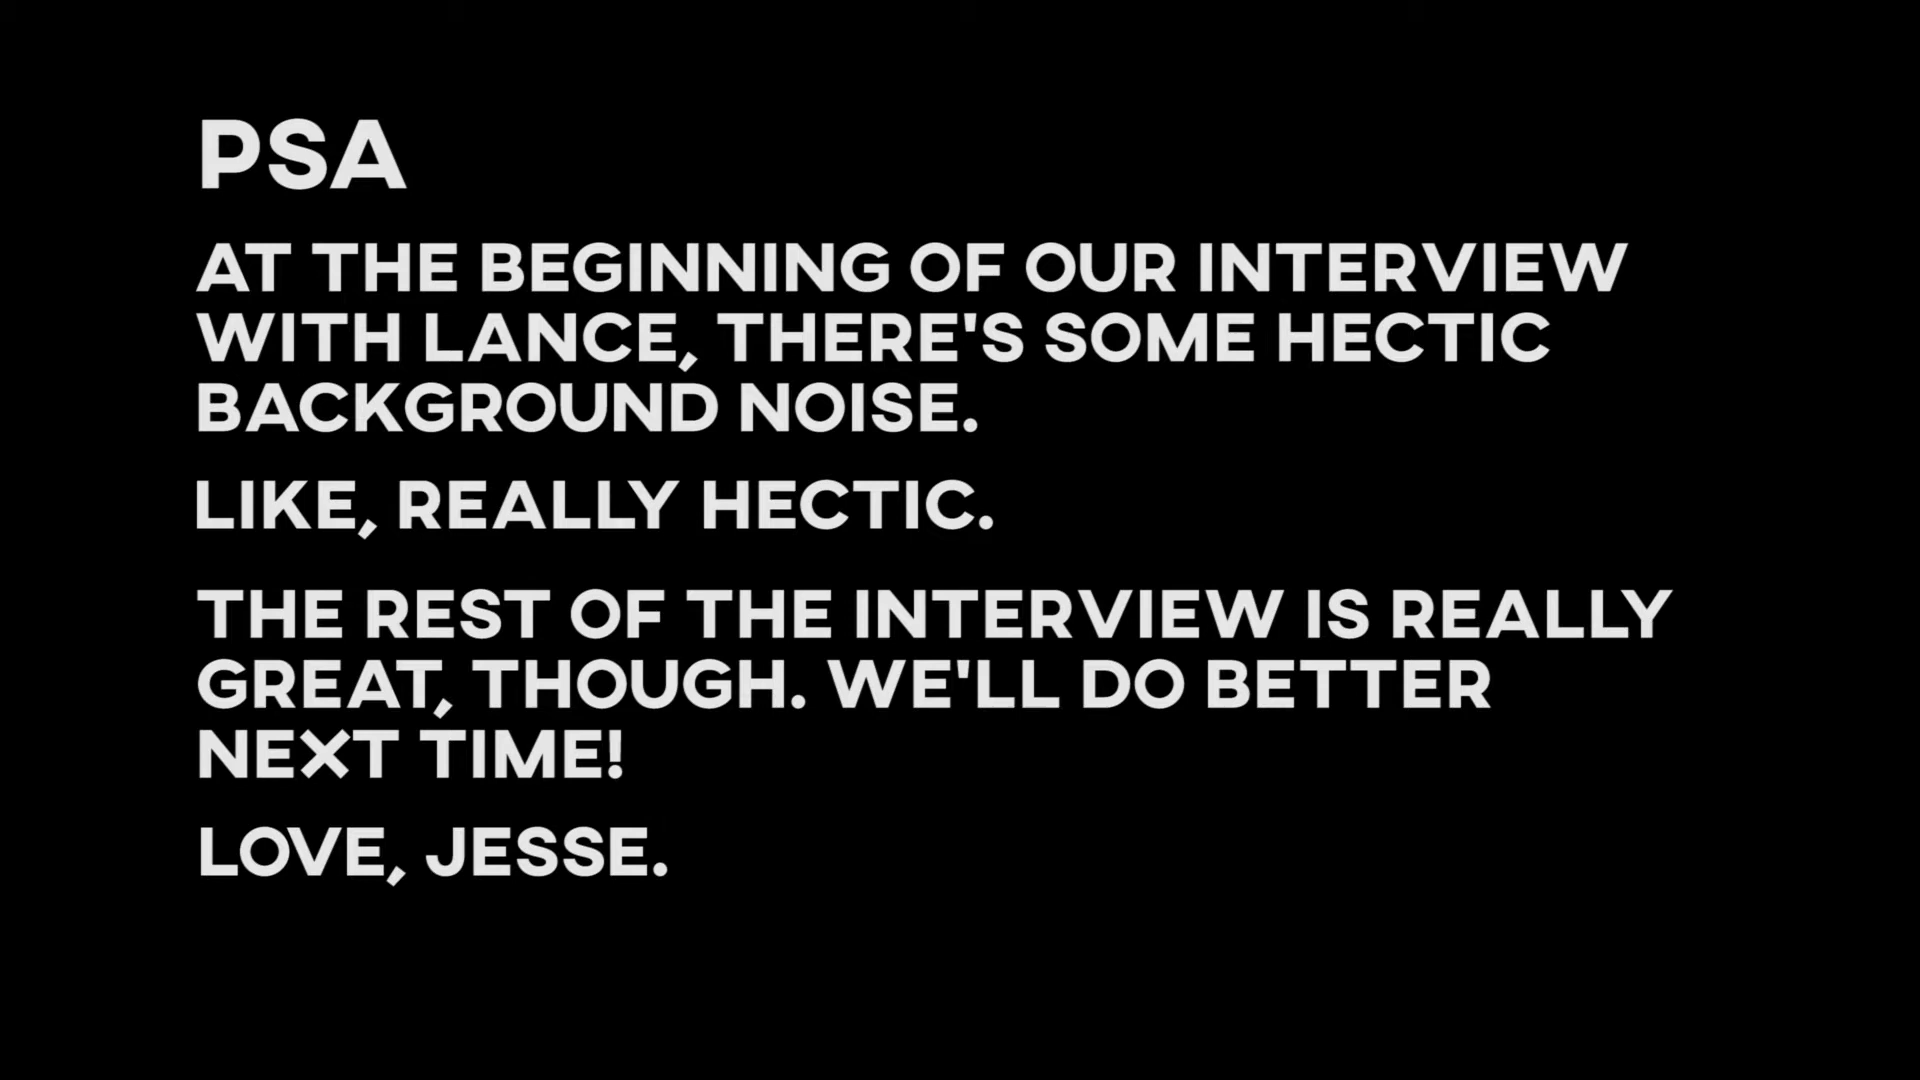 PSA
AT THE BEGINNING OF OUR INTERVIEW
WITH LANCE, THERE'S SOME HECTIC
BACKGROUND NOISE.
LIKE, REALLY HECTIC.
THE REST OF THE INTERVIEW IS REALLY
GREAT, THOUGH. WE'LL DO BETTER
NEXT TIME!
LOVE, JESSE.